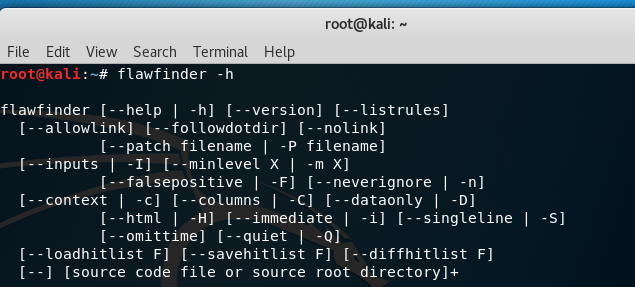 root@kali: ~
File Edit View Search Terminal Help
root@kali:~# flawfinder -h
flawfinder [--help | -h] [--version] [--listrules]
[--allowlink] [--followdotdir] [--nolink]
[--patch filename | -P filename]
[--inputs | -I] [--minlevel X | -m X]
[--falsepositive | -F] [--neverignore | -n]
[--context | -c] [--columns | -C] [--dataonly | -D]
[--html | -H] [--immediate | -i] [--singleline | -S]
[--omittime] [--quiet | -Q]
[--loadhitlist F] [--savehitlist F] [--diffhitlist F]
[--] [source code file or source root directory]+